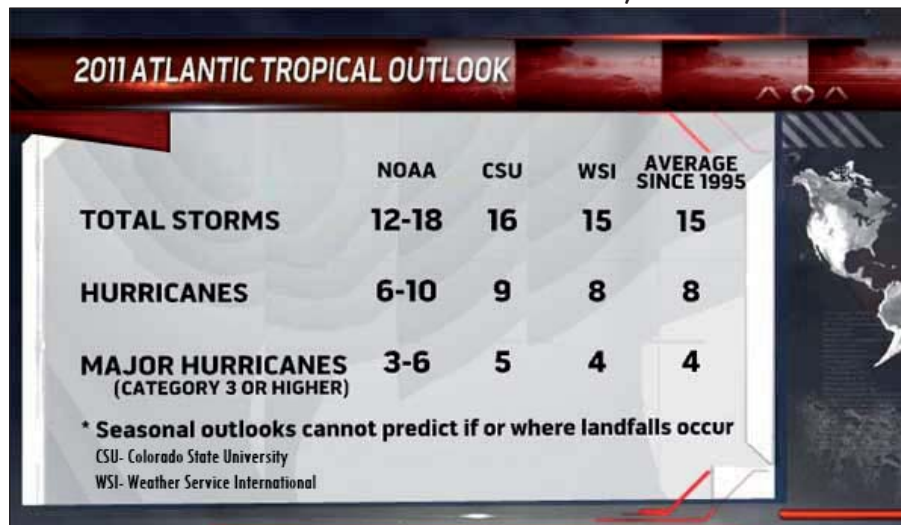 2011 ATLANTIC TROPICAL OUTLOOK
NOAA CSU WSI AVERAGE SINCE 1995
TOTAL STORMS 12-18 16 15 15
HURRICANES 6-10 9 8 8
MAJOR HURRICANES 3-6 5 4 4
(CATEGORY 3 OR HIGHER)
* Seasonal outlooks cannot predict if or where landfalls occur
CSU- Colorado State University
WSI- Weather Service International